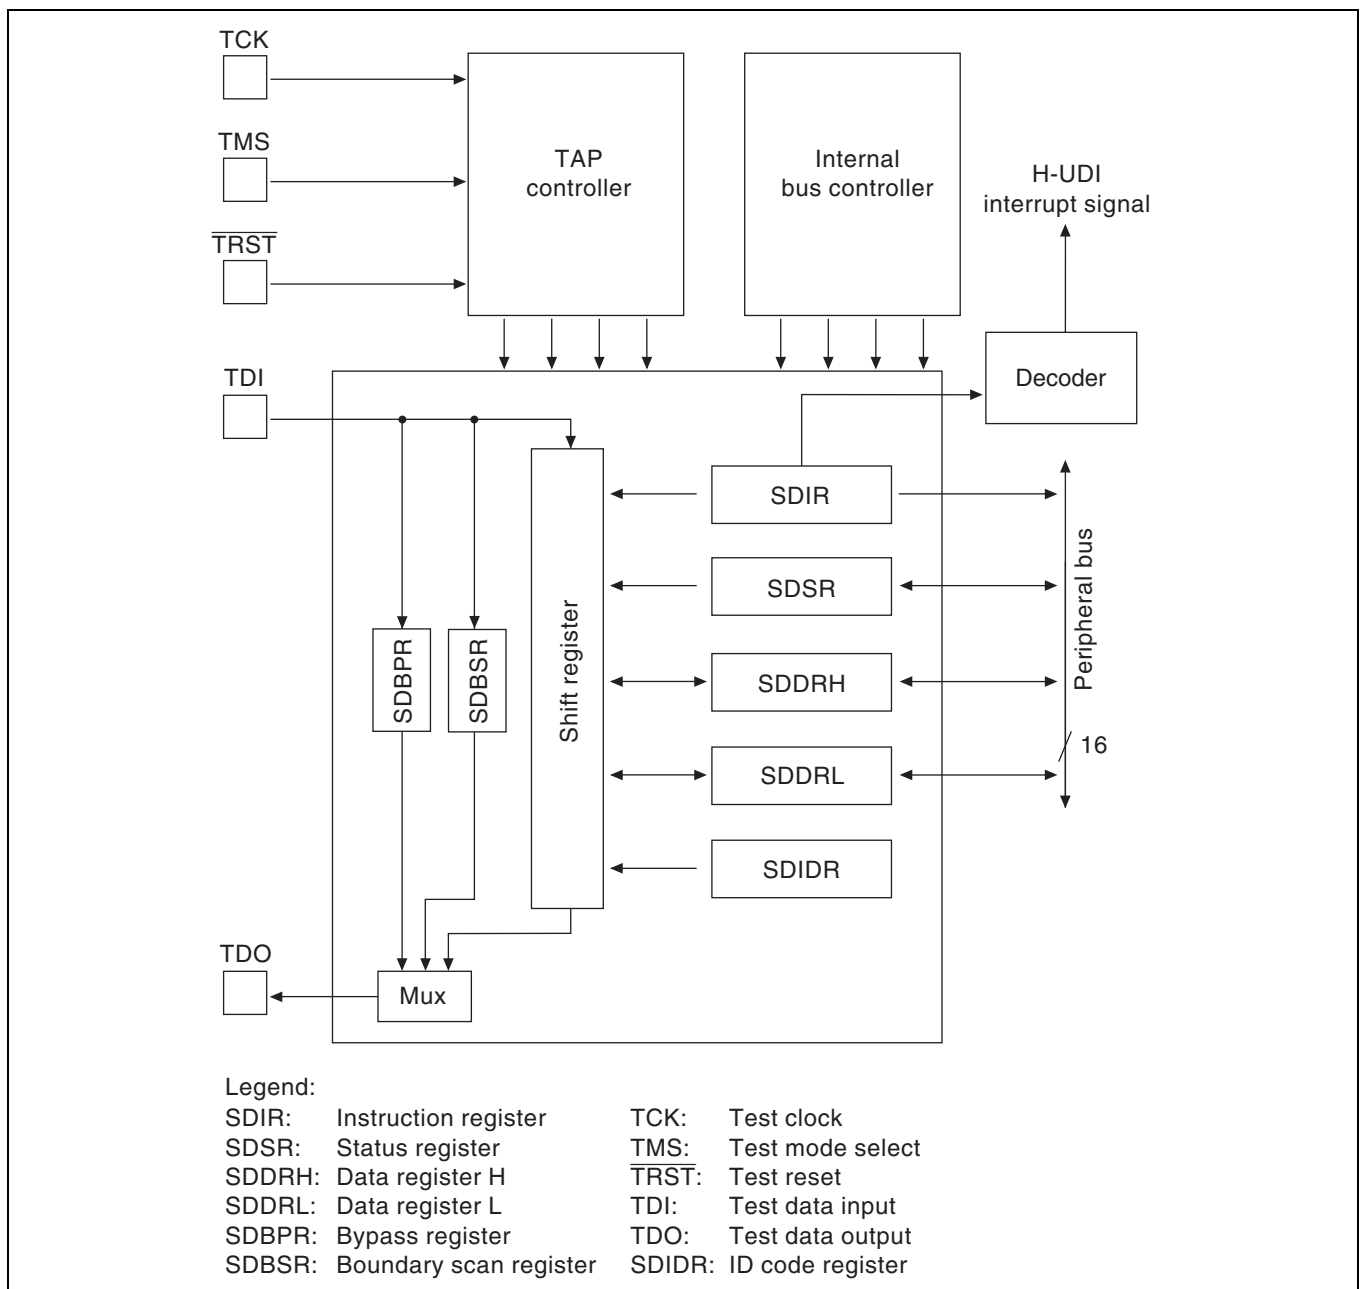 TCK
TMS
TRST
TAP
controller
Internal
bus controller
H-UDI
interrupt signal
TDI
Decoder
SDIR
SDSR
SDDRH
SDDRL
SDIDR
Shift register
SDBPR
SDBSR
Peripheral bus
16
TDO
Mux
Legend:
SDIR: Instruction register
SDSR: Status register
SDDRH: Data register H
SDDRL: Data register L
SDBPR: Bypass register
SDBSR: Boundary scan register
TCK: Test clock
TMS: Test mode select
TRST: Test reset
TDI: Test data input
TDO: Test data output
SDIDR: ID code register